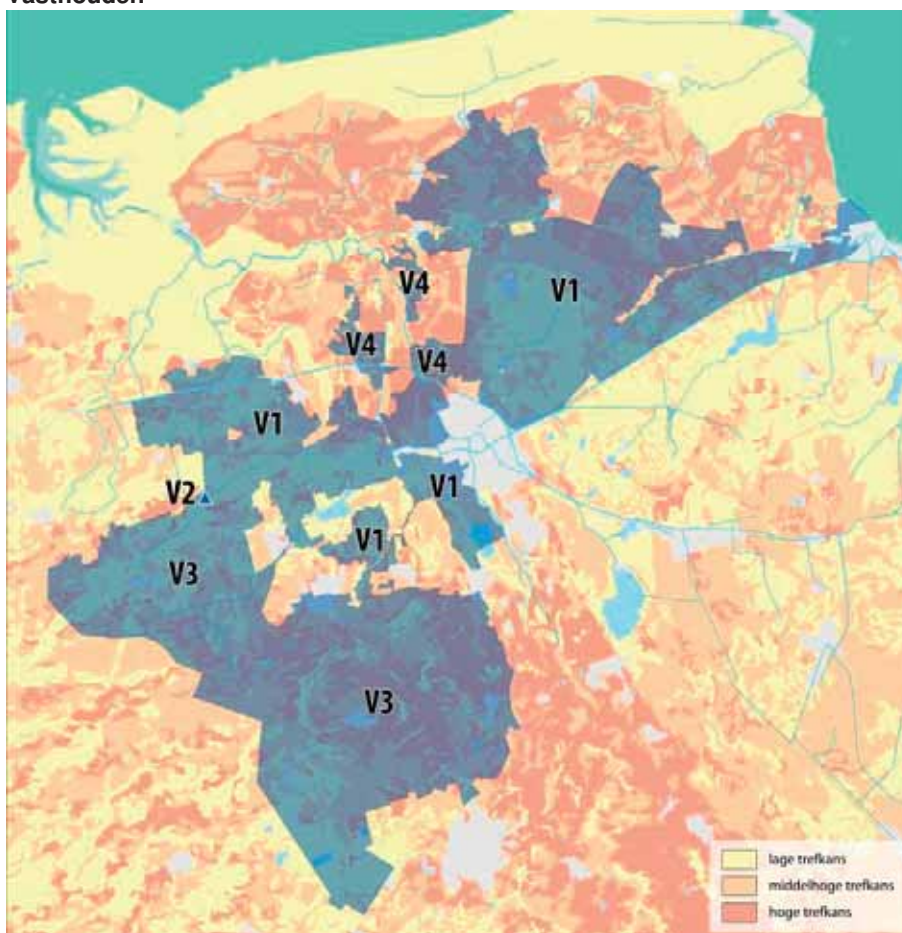 Vasthouden
V4
V1
V4
V4
V1
V1
V2
V1
V3
V3
lage trefkans
middelhoge trefkans
hoge trefkans